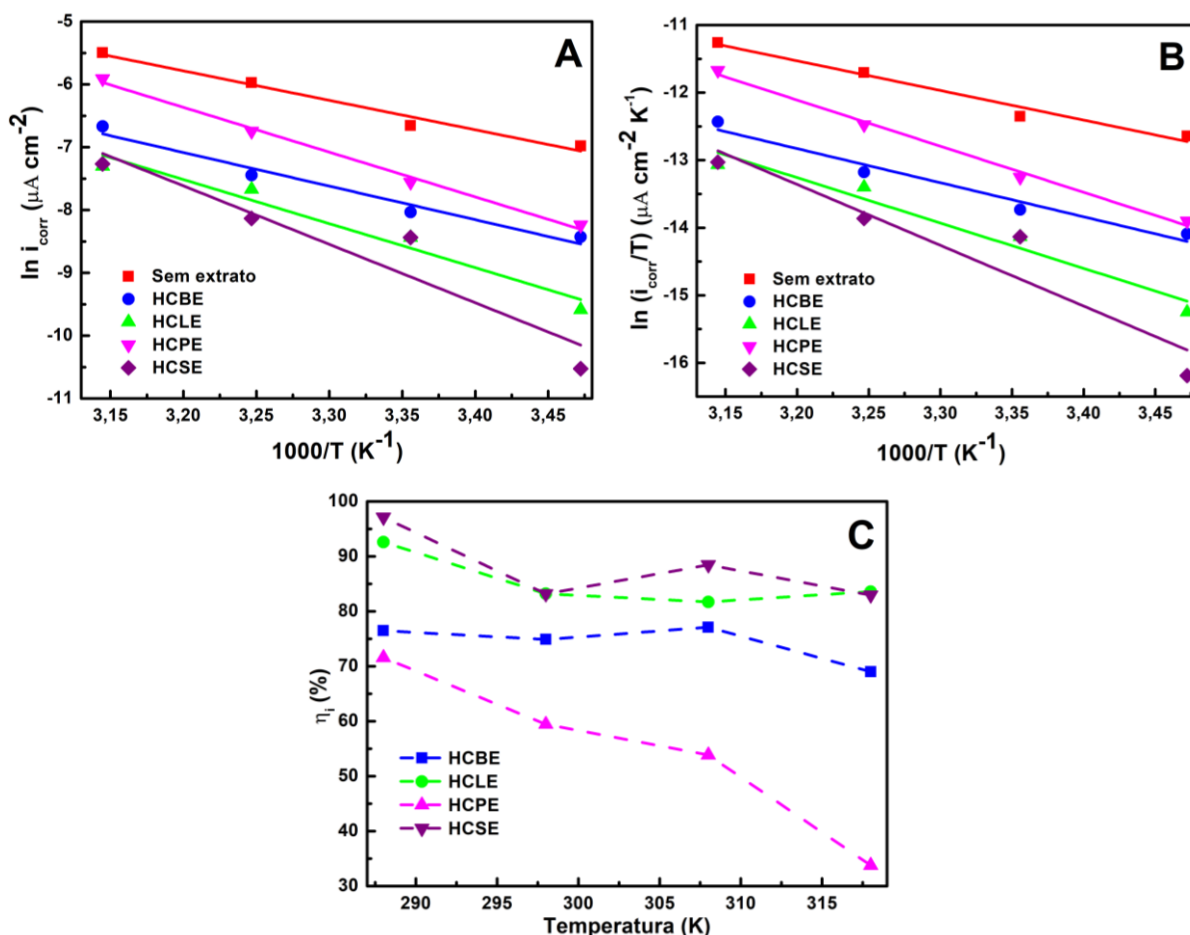 A
ln i_corr (μA cm⁻²)
-5
-6
-7
-8
-9
-10
-11
Sem extrato
HCBE
HCLE
HCPE
HCSE
3,15 3,20 3,25 3,30 3,35 3,40 3,45
1000/T (K⁻¹)
B
ln (i_corr/T) (μA cm⁻² K⁻¹)
-11
-12
-13
-14
-15
-16
Sem extrato
HCBE
HCLE
HCPE
HCSE
3,15 3,20 3,25 3,30 3,35 3,40 3,45
1000/T (K⁻¹)
C
η_i (%)
100
90
80
70
60
50
40
30
HCBE
HCLE
HCPE
HCSE
290 295 300 305 310 315
Temperatura (K)